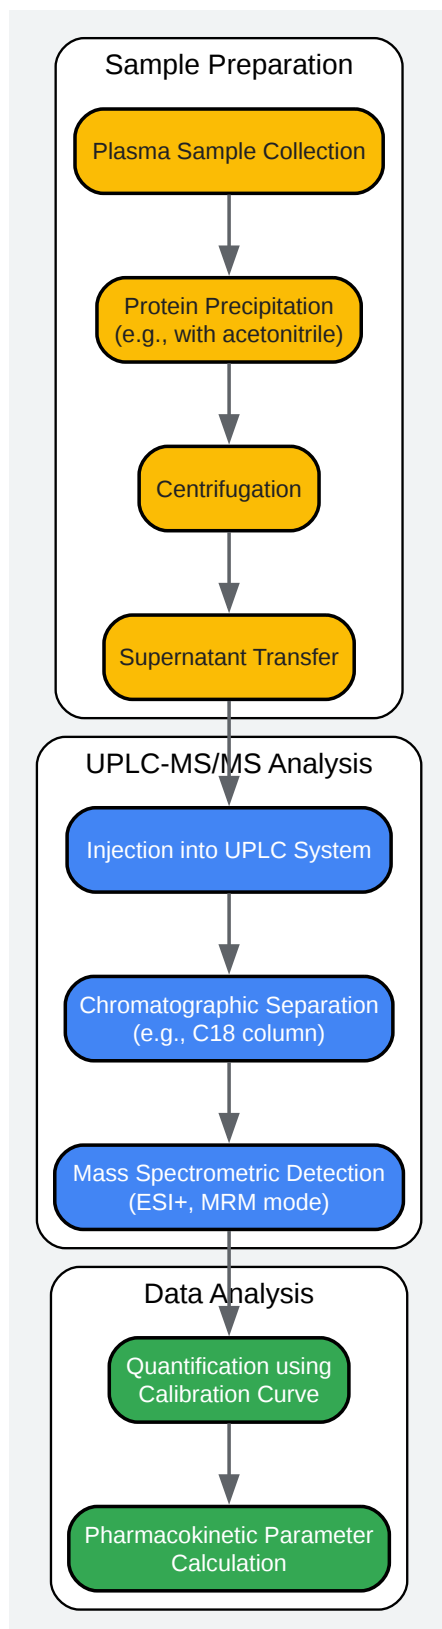 Sample Preparation
Plasma Sample Collection
Protein Precipitation
(e.g., with acetonitrile)
Centrifugation
Supernatant Transfer
UPLC-MS/MS Analysis
Injection into UPLC System
Chromatographic Separation
(e.g., C18 column)
Mass Spectrometric Detection
(ESI+, MRM mode)
Data Analysis
Quantification using
Calibration Curve
Pharmacokinetic Parameter
Calculation